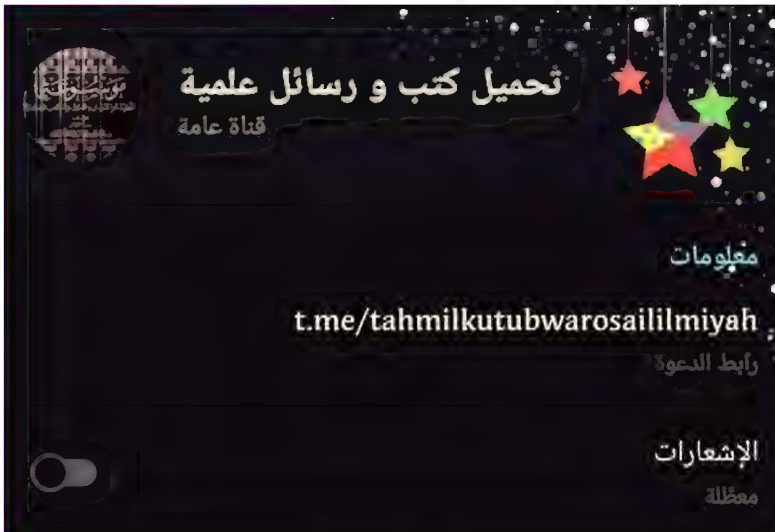 تحميل كتب و رسائل علمية
قناة عامة
معلومات
t.me/tahmilkutubwarosaililmiyah
رابط الدعوة
الإشعارات
معطلة